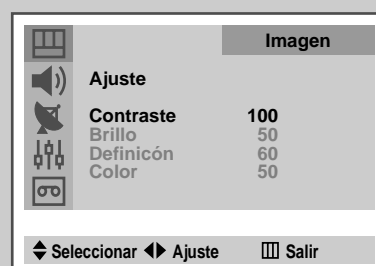 Imagen
Ajuste
Contraste 100
Brillo 50
Definicón 60
Color 50
Seleccionar Ajuste Salir